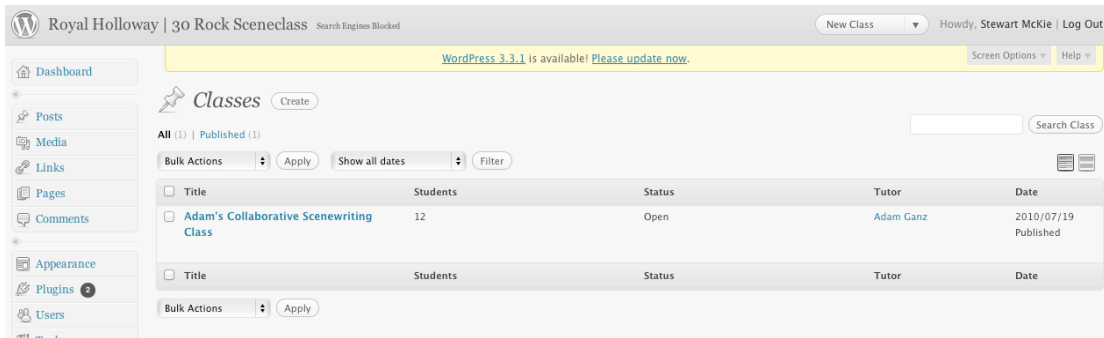 Royal Holloway | 30 Rock Sceneclass Search Engines Blocked New Class Howdy, Stewart McKie | Log Out
WordPress 3.3.1 is available! Please update now. Screen Options Help
Dashboard
Classes Create
Posts
Search Class
All (1) | Published (1)
Media
Bulk Actions Apply Show all dates Filter
Links
Pages
Title Students Status Tutor Date
Comments
Adam's Collaborative Scenewriting Class 12 Open Adam Ganz 2010/07/19 Published
Appearance
Title Students Status Tutor Date
Plugins 2
Bulk Actions Apply
Users